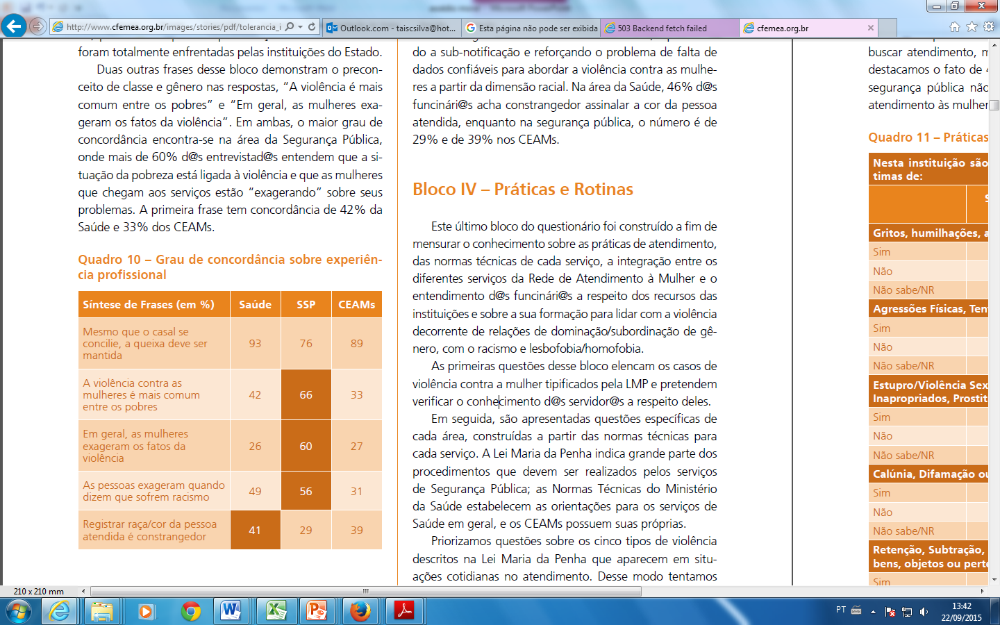 http://www.cfemea.org.br/images/stories/pdf/tolerancia_i
Outlook.com - taiscsilva@hot...
Esta página não pode ser exibida
503 Backend fetch failed
cfemea.org.br
foram totalmente enfrentadas pelas instituições do Estado.
Duas outras frases desse bloco demonstram o precon-
ceito de classe e gênero nas respostas, “A violência é mais
comum entre os pobres” e “Em geral, as mulheres exa-
geram os fatos da violência”. Em ambas, o maior grau de
concordância encontra-se na área da Segurança Pública,
onde mais de 60% d@s entrevistad@s entendem que a si-
tuação da pobreza está ligada à violência e que as mulheres
que chegam aos serviços estão “exagerando” sobre seus
problemas. A primeira frase tem concordância de 42% da
Saúde e 33% dos CEAMs.
Quadro 10 – Grau de concordância sobre experiên-
cia profissional
Síntese de Frases (em %) Saúde SSP CEAMs
Mesmo que o casal se
concilie, a queixa deve ser
mantida
93 76 89
A violência contra as
mulheres é mais comum
entre os pobres
42 66 33
Em geral, as mulheres
exageram os fatos da
violência
26 60 27
As pessoas exageram quando
dizem que sofrem racismo
49 56 31
Registrar raça/cor da pessoa
atendida é constrangedor
41 29 39
do a sub-notificação e reforçando o problema de falta de
dados confiáveis para abordar a violência contra as mulhe-
res a partir da dimensão racial. Na área da Saúde, 46% d@s
funcinári@s acha constrangedor assinalar a cor da pessoa
atendida, enquanto na segurança pública, o número é de
29% e de 39% nos CEAMs.
Bloco IV – Práticas e Rotinas
Este último bloco do questionário foi construído a fim de
mensurar o conhecimento sobre as práticas de atendimento,
das normas técnicas de cada serviço, a integração entre os
diferentes serviços da Rede de Atendimento à Mulher e o
entendimento d@s funcinári@s a respeito dos recursos das
instituições e sobre a sua formação para lidar com a violência
decorrente de relações de dominação/subordinação de gê-
nero, com o racismo e lesbofobia/homofobia.
As primeiras questões desse bloco elencam os casos de
violência contra a mulher tipificados pela LMP e pretendem
verificar o conhecimento d@s servidor@s a respeito deles.
Em seguida, são apresentadas questões específicas de
cada área, construídas a partir das normas técnicas para
cada serviço. A Lei Maria da Penha indica grande parte dos
procedimentos que devem ser realizados pelos serviços
de Segurança Pública; as Normas Técnicas do Ministério
da Saúde estabelecem as orientações para os serviços de
Saúde em geral, e os CEAMs possuem suas próprias.
Priorizamos questões sobre os cinco tipos de violência
descritos na Lei Maria da Penha que aparecem em situ-
ações cotidianas no atendimento. Desse modo tentamos
buscar atendimento, m
destacamos o fato de 4
segurança pública não
atendimento às mulher
Quadro 11 – Práticas
Nesta instituição são
timas de:
S
Gritos, humilhações, a
Sim
Não
Não sabe/NR
Agressões Físicas, Tent
Sim
Não
Não sabe/NR
Estupro/Violência Sex
Inapropriados, Prostit
Sim
Não
Não sabe/NR
Calúnia, Difamação ou
Sim
Não
Não sabe/NR
Retenção, Subtração,
bens, objetos ou perte
Sim
210 x 210 mm
PT
13:42
22/09/2015